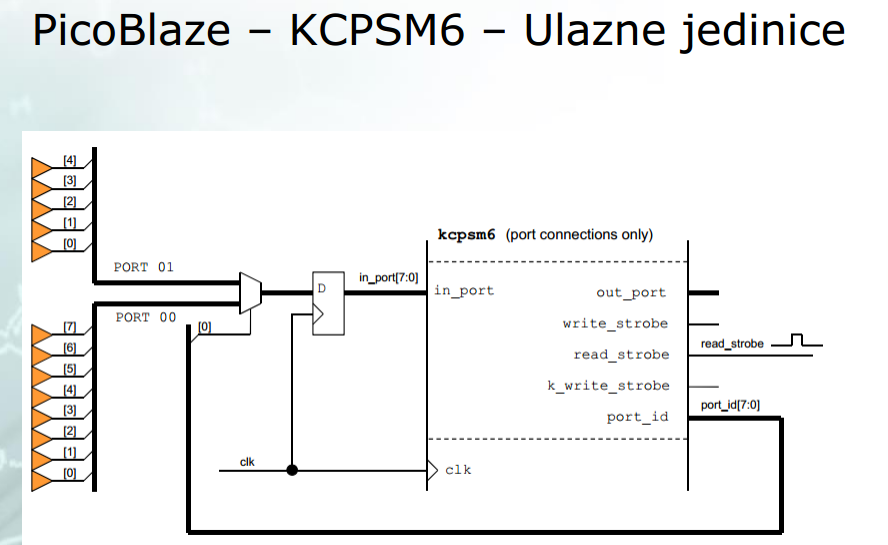 PicoBlaze – KCPSM6 – Ulazne jedinice
[4]
[3]
[2]
[1]
[0]
PORT 01
PORT 00
[7]
[6]
[5]
[4]
[3]
[2]
[1]
[0]
[0]
D
in_port[7:0]
clk
kcpsm6 (port connections only)
in_port
out_port
write_strobe
read_strobe
k_write_strobe
port_id
clk
read_strobe
port_id[7:0]